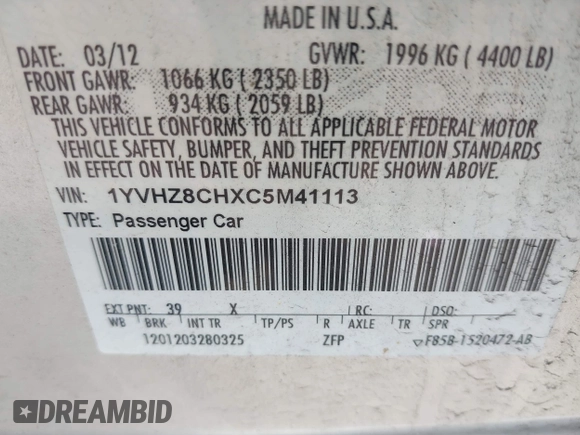 MADE IN U.S.A.
DATE: 03/12 GVWR: 1996 KG ( 4400 LB)
FRONT GAWR: 1066 KG ( 2350 LB)
REAR GAWR: 934 KG ( 2059 LB)
THIS VEHICLE CONFORMS TO ALL APPLICABLE FEDERAL MOTOR
VEHICLE SAFETY, BUMPER, AND THEFT PREVENTION STANDARDS
IN EFFECT ON THE DATE OF MANUFACTURE SHOWN ABOVE.
VIN: 1YVHZ8CHXC5M41113
TYPE: Passenger Car
EXT PNT: 39 X RC: DSO:
WB BRK INT TR TP/PS R AXLE TR SPR
1201203280325 ZFP F85B-1520472-AB
DREAMBID